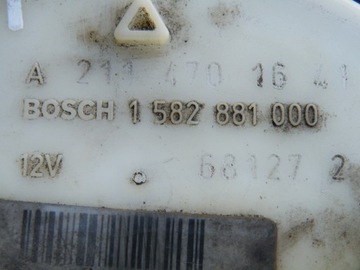 A 211 470 16 41
BOSCH 1 582 881 000
12V 68127 2